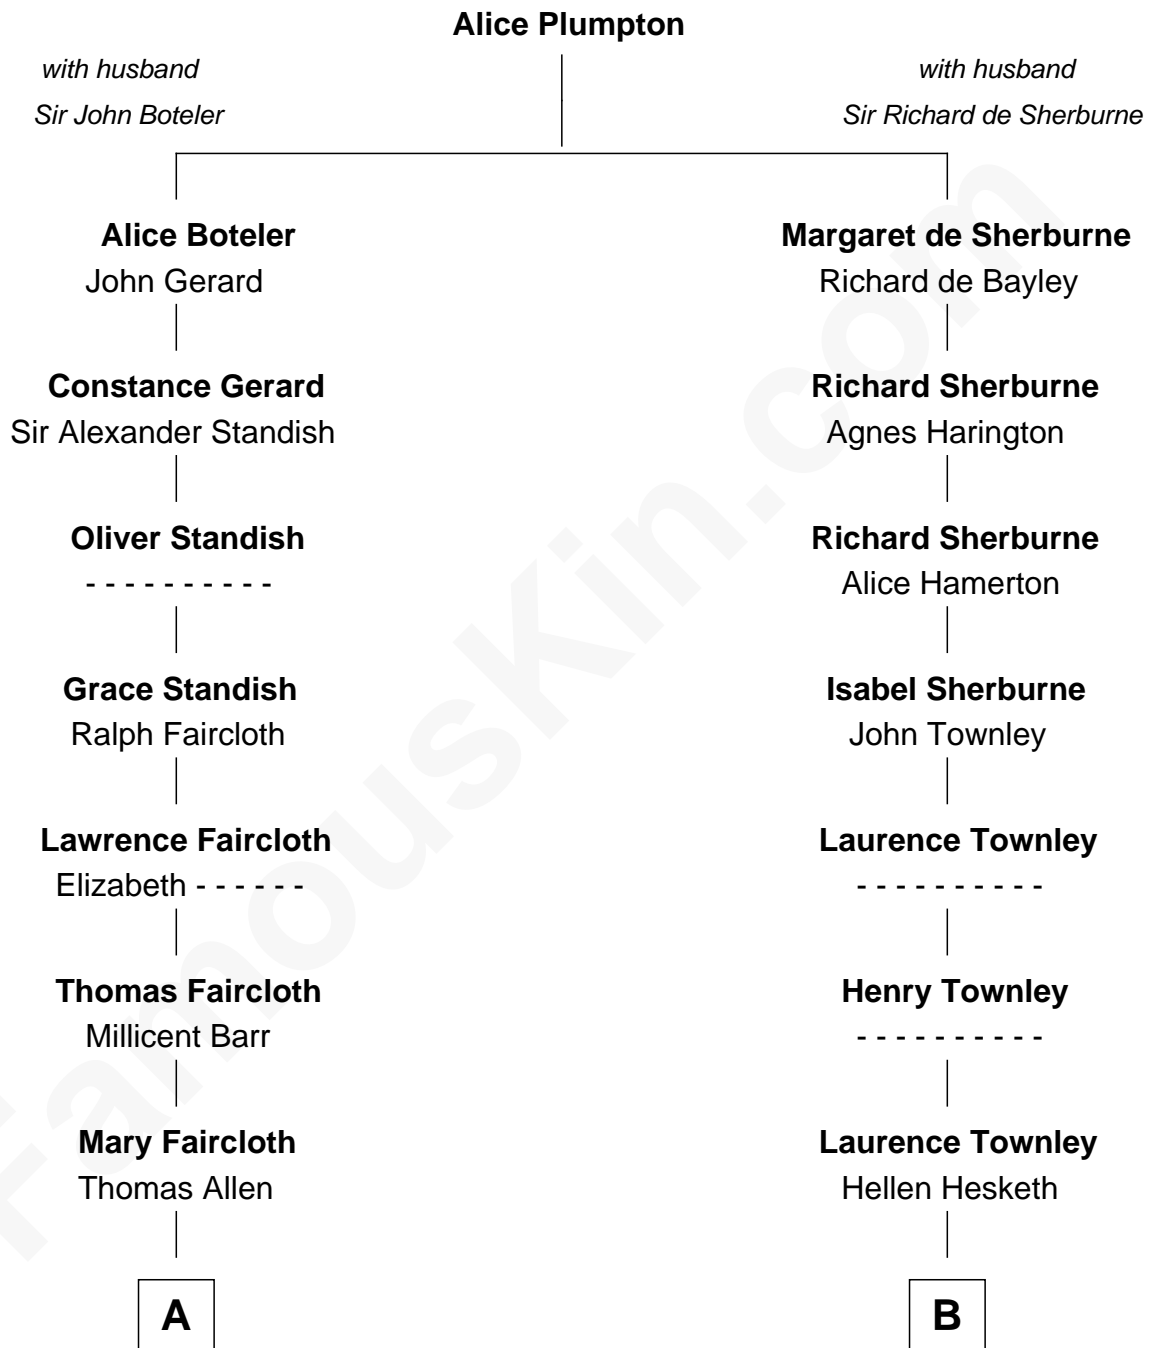 Alice Plumpton
with husband
Sir John Boteler
with husband
Sir Richard de Sherburne
Alice Boteler
John Gerard
Margaret de Sherburne
Richard de Bayley
Constance Gerard
Sir Alexander Standish
Richard Sherburne
Agnes Harington
Oliver Standish
- - - - - - - - - -
Richard Sherburne
Alice Hamerton
Grace Standish
Ralph Faircloth
Isabel Sherburne
John Townley
Lawrence Faircloth
Elizabeth - - - - - -
Laurence Townley
- - - - - - - - - -
Thomas Faircloth
Millicent Barr
Henry Townley
- - - - - - - - - -
Mary Faircloth
Thomas Allen
Laurence Townley
Hellen Hesketh
A
B
FamousKin.com